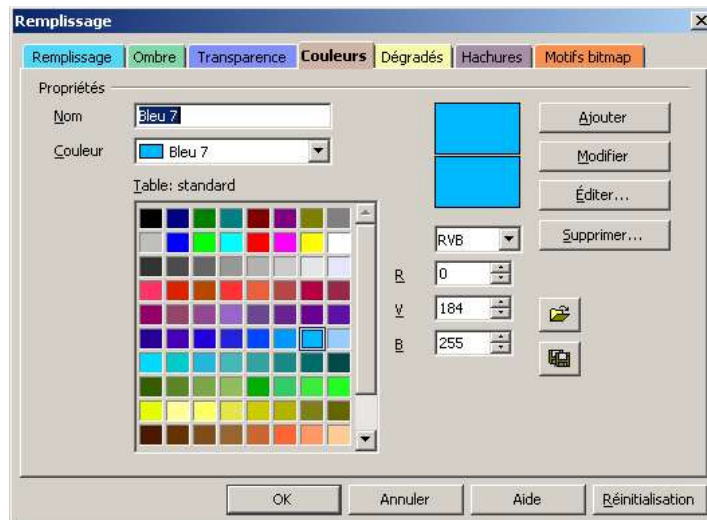 Remplissage
Remplissage Ombre Transparence Couleurs Dégradés Hachures Motifs bitmap
Propriétés
Nom Bleu 7 Ajouter
Couleur Bleu 7 Modifier
Table: standard Éditer...
RVB Supprimer...
R 0
V 184
B 255
OK Annuler Aide Réinitialisation